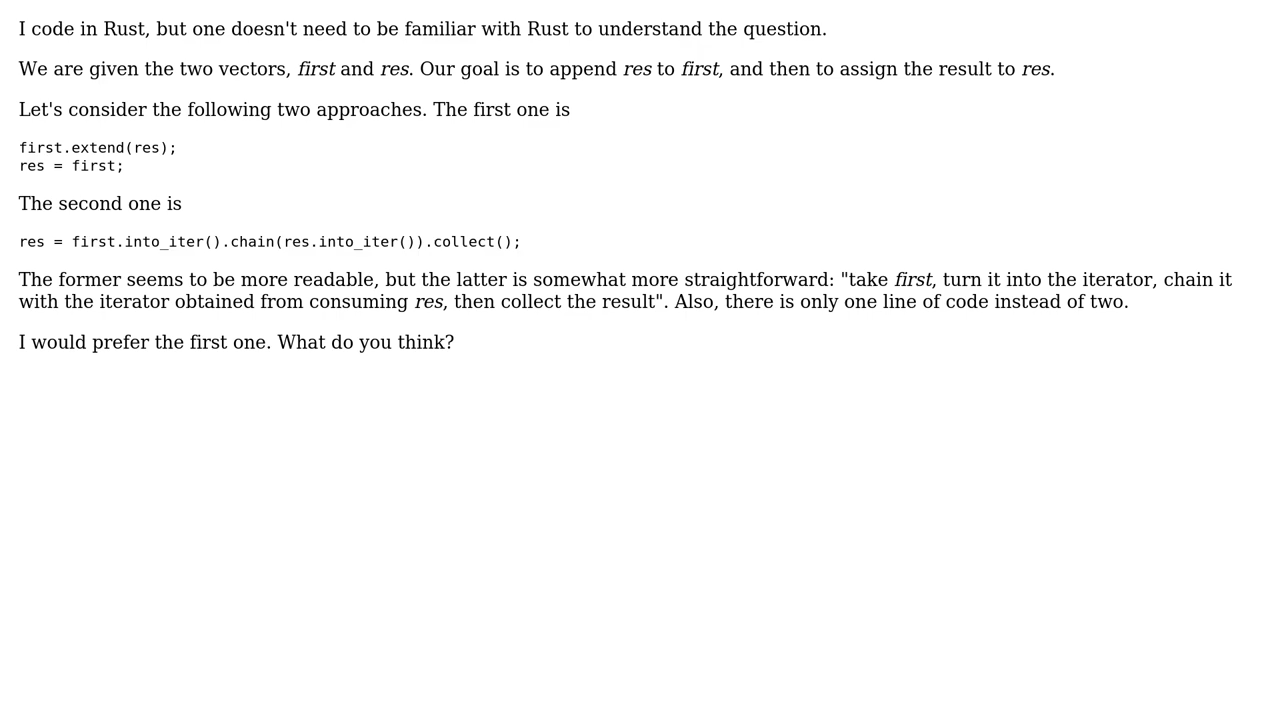 I code in Rust, but one doesn't need to be familiar with Rust to understand the question.
We are given the two vectors, first and res. Our goal is to append res to first, and then to assign the result to res.
Let's consider the following two approaches. The first one is
first.extend(res);
res = first;
The second one is
res = first.into_iter().chain(res.into_iter()).collect();
The former seems to be more readable, but the latter is somewhat more straightforward: "take first, turn it into the iterator, chain it
with the iterator obtained from consuming res, then collect the result". Also, there is only one line of code instead of two.
I would prefer the first one. What do you think?